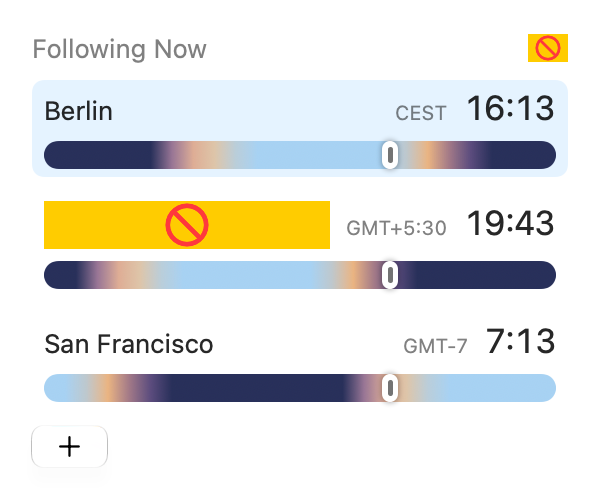 Following Now
Berlin CEST 16:13
GMT+5:30 19:43
San Francisco GMT-7 7:13
+